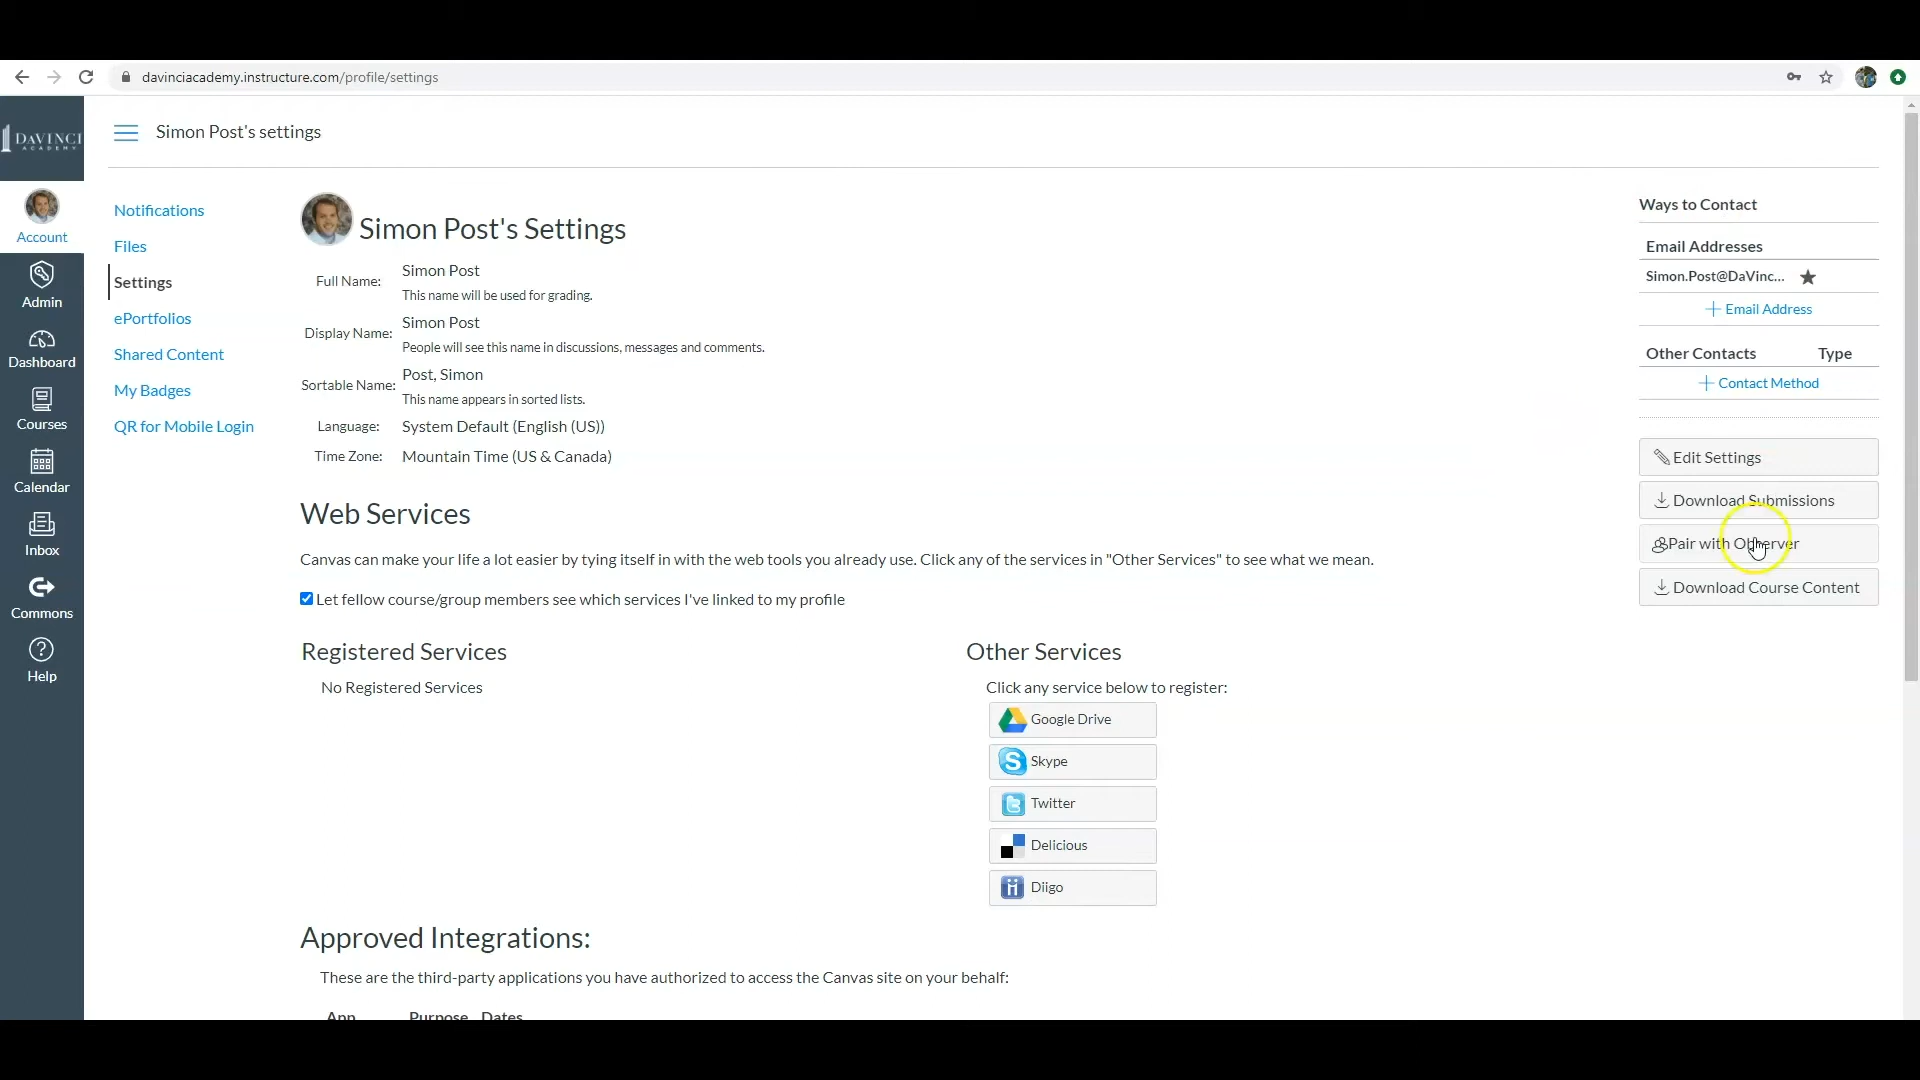 davinciacademy.instructure.com/profile/settings
DAVINCI
ACADEMY
Simon Post's settings
Account
Admin
Dashboard
Courses
Calendar
Inbox
Commons
Help
Notifications
Files
Settings
ePortfolios
Shared Content
My Badges
QR for Mobile Login
Simon Post's Settings
Full Name: Simon Post
This name will be used for grading.
Display Name: Simon Post
People will see this name in discussions, messages and comments.
Sortable Name: Post, Simon
This name appears in sorted lists.
Language: System Default (English (US))
Time Zone: Mountain Time (US & Canada)
Web Services
Canvas can make your life a lot easier by tying itself in with the web tools you already use. Click any of the services in "Other Services" to see what we mean.
Let fellow course/group members see which services I've linked to my profile
Registered Services
No Registered Services
Other Services
Click any service below to register:
Google Drive
Skype
Twitter
Delicious
Diigo
Approved Integrations:
These are the third-party applications you have authorized to access the Canvas site on your behalf:
App Purpose Dates
Ways to Contact
Email Addresses
Simon.Post@DaVinc...
Email Address
Other Contacts Type
Contact Method
Edit Settings
Download Submissions
Pair with Observer
Download Course Content